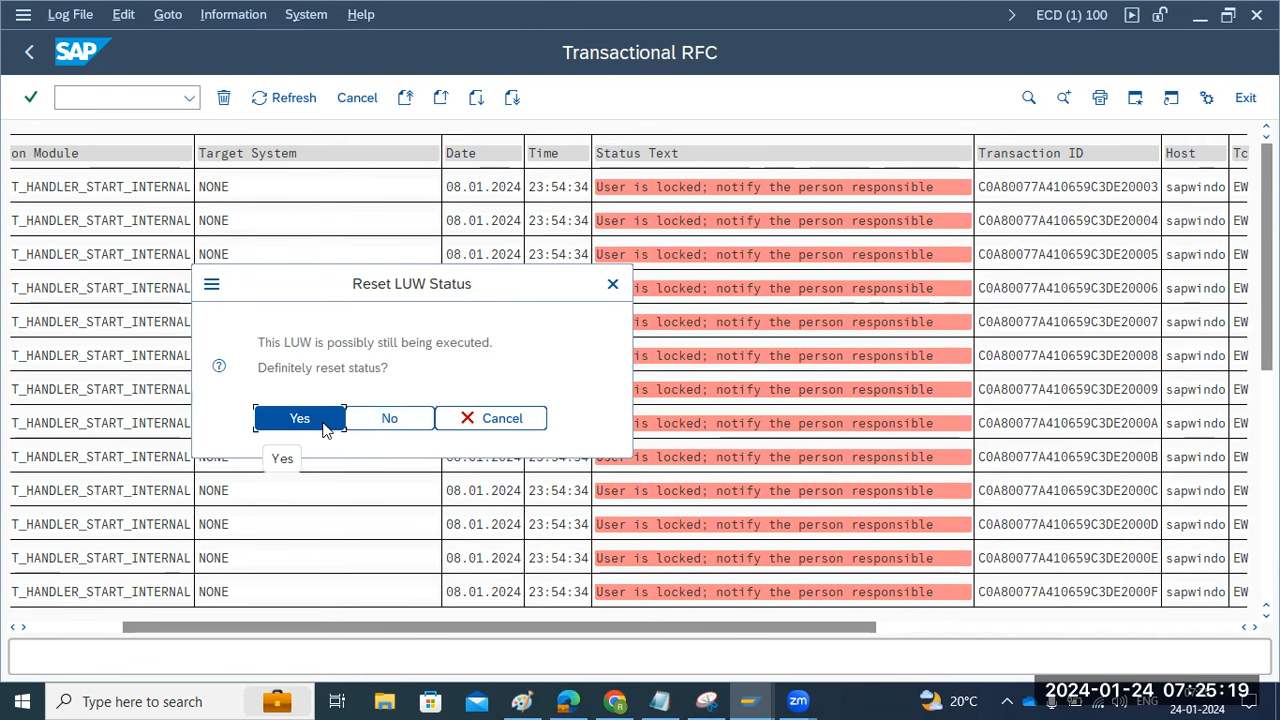 Log File Edit Goto Information System Help ECD (1) 100
SAP Transactional RFC
Refresh Cancel Exit
on Module Target System Date Time Status Text Transaction ID Host Tc
T_HANDLER_START_INTERNAL NONE 08.01.2024 23:54:34 User is locked; notify the person responsible C0A80077A410659C3DE20003 sapwindo EW
T_HANDLER_START_INTERNAL NONE 08.01.2024 23:54:34 User is locked; notify the person responsible C0A80077A410659C3DE20004 sapwindo EW
T_HANDLER_START_INTERNAL NONE 08.01.2024 23:54:34 User is locked; notify the person responsible C0A80077A410659C3DE20005 sapwindo EW
T_HANDLER_START_INTERNAL is locked; notify the person responsible C0A80077A410659C3DE20006 sapwindo EW
T_HANDLER_START_INTERNAL is locked; notify the person responsible C0A80077A410659C3DE20007 sapwindo EW
T_HANDLER_START_INTERNAL is locked; notify the person responsible C0A80077A410659C3DE20008 sapwindo EW
T_HANDLER_START_INTERNAL is locked; notify the person responsible C0A80077A410659C3DE20009 sapwindo EW
T_HANDLER_START_INTERNAL is locked; notify the person responsible C0A80077A410659C3DE2000A sapwindo EW
T_HANDLER_START_INTERNAL NONE 08.01.2024 23:54:34 is locked; notify the person responsible C0A80077A410659C3DE2000B sapwindo EW
T_HANDLER_START_INTERNAL NONE 08.01.2024 23:54:34 User is locked; notify the person responsible C0A80077A410659C3DE2000C sapwindo EW
T_HANDLER_START_INTERNAL NONE 08.01.2024 23:54:34 User is locked; notify the person responsible C0A80077A410659C3DE2000D sapwindo EW
T_HANDLER_START_INTERNAL NONE 08.01.2024 23:54:34 User is locked; notify the person responsible C0A80077A410659C3DE2000E sapwindo EW
T_HANDLER_START_INTERNAL NONE 08.01.2024 23:54:34 User is locked; notify the person responsible C0A80077A410659C3DE2000F sapwindo EW
Reset LUW Status
This LUW is possibly still being executed.
Definitely reset status?
Yes No Cancel
Yes
Type here to search
20°C
2024-01-24 07:25:19
ENG
24-01-2024